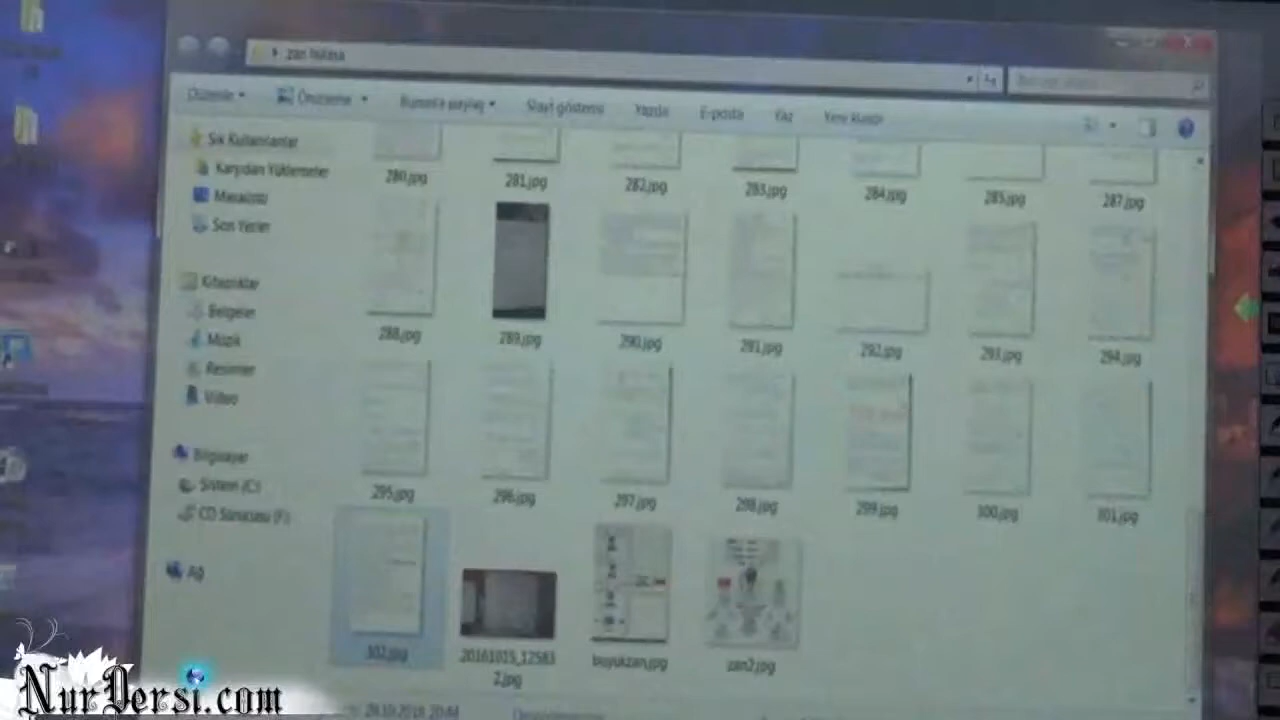 Düzenle
Önizleme
Bununla paylaş
Slayt gösterisi
Yazdır
E-posta
Yaz
Yeni klasör
Sık Kullanılanlar
Karşıdan Yüklemeler
Masaüstü
Son Yerler
Kitaplıklar
Belgeler
Müzik
Resimler
Video
Bilgisayar
Sistem (C:)
CD Sürücüsü (F:)
Ağ
280.jpg
281.jpg
282.jpg
283.jpg
284.jpg
285.jpg
287.jpg
288.jpg
289.jpg
290.jpg
291.jpg
292.jpg
293.jpg
294.jpg
295.jpg
296.jpg
297.jpg
298.jpg
299.jpg
300.jpg
301.jpg
302.jpg
20161015_12583
2.jpg
buyukzan.jpg
zan2.jpg
NurDersi.com